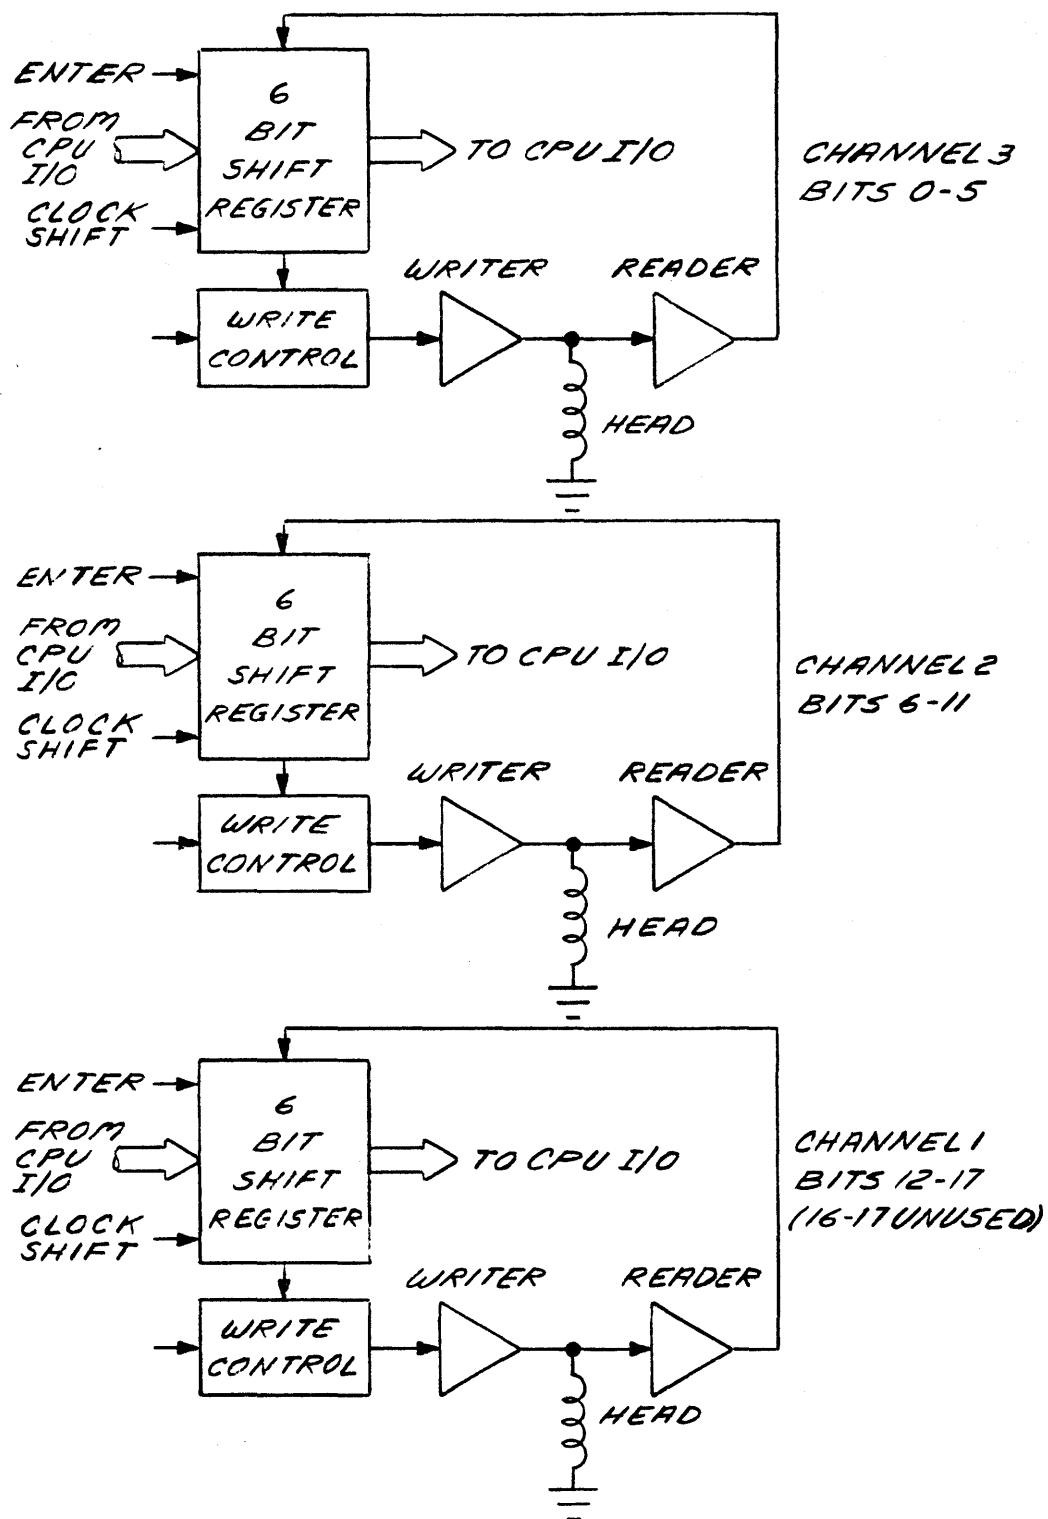 ENTER
FROM
CPU
I/O
CLOCK
SHIFT
6
BIT
SHIFT
REGISTER
TO CPU I/O
CHANNEL 3
BITS 0-5
WRITE
CONTROL
WRITER
READER
HEAD
ENTER
FROM
CPU
I/O
CLOCK
SHIFT
6
BIT
SHIFT
REGISTER
TO CPU I/O
CHANNEL 2
BITS 6-11
WRITE
CONTROL
WRITER
READER
HEAD
ENTER
FROM
CPU
I/O
CLOCK
SHIFT
6
BIT
SHIFT
REGISTER
TO CPU I/O
CHANNEL 1
BITS 12-17
(16-17 UNUSED)
WRITE
CONTROL
WRITER
READER
HEAD